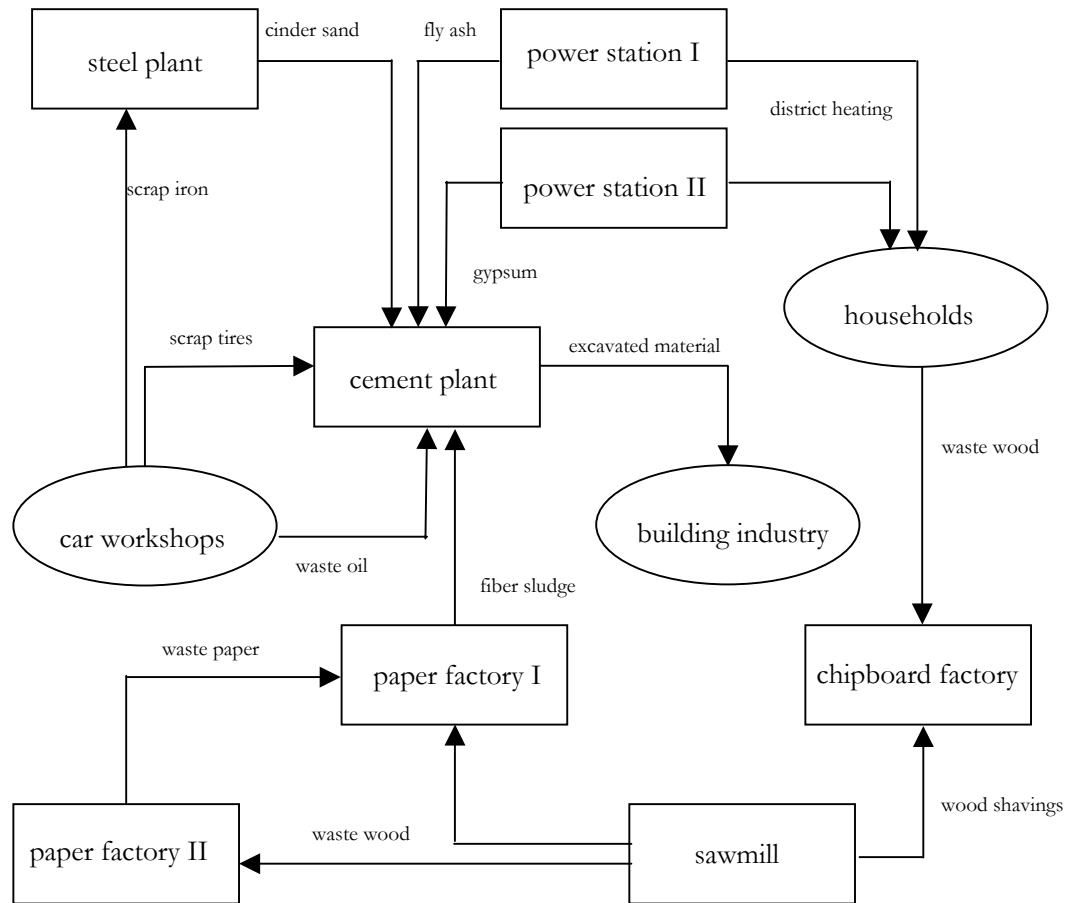 cinder sand
fly ash
steel plant
power station I
district heating
scrap iron
power station II
gypsum
households
scrap tires
excavated material
cement plant
waste wood
car workshops
building industry
waste oil
fiber sludge
waste paper
paper factory I
chipboard factory
wood shavings
waste wood
paper factory II
sawmill